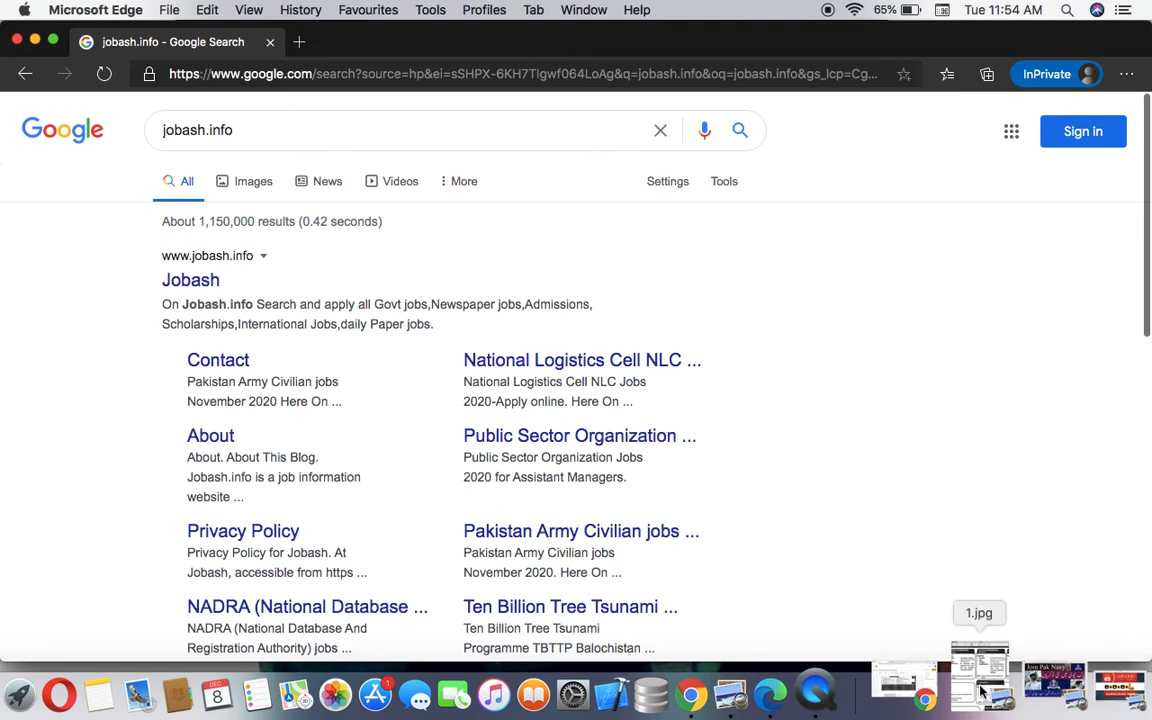 Microsoft Edge File Edit View History Favourites Tools Profiles Tab Window Help 65% Tue 11:54 AM
jobash.info - Google Search
https://www.google.com/search?source=hp&ei=sSHPX-6KH7TIgwf064LoAg&q=jobash.info&oq=jobash.info&gs_lcp=Cg... InPrivate
Google jobash.info Sign in
All Images News Videos More Settings Tools
About 1,150,000 results (0.42 seconds)
www.jobash.info
Jobash
On Jobash.info Search and apply all Govt jobs,Newspaper jobs,Admissions,
Scholarships,International Jobs,daily Paper jobs.
Contact
Pakistan Army Civilian jobs
November 2020 Here On ...
National Logistics Cell NLC ...
National Logistics Cell NLC Jobs
2020-Apply online. Here On ...
About
About. About This Blog.
Jobash.info is a job information
website ...
Public Sector Organization ...
Public Sector Organization Jobs
2020 for Assistant Managers.
Privacy Policy
Privacy Policy for Jobash. At
Jobash, accessible from https ...
Pakistan Army Civilian jobs ...
Pakistan Army Civilian jobs
November 2020. Here On ...
NADRA (National Database ...
NADRA (National Database And
Registration Authority) jobs ...
Ten Billion Tree Tsunami ...
Ten Billion Tree Tsunami
Programme TBTTP Balochistan ...
1.jpg
DEC
8
1
Join Pak Navy